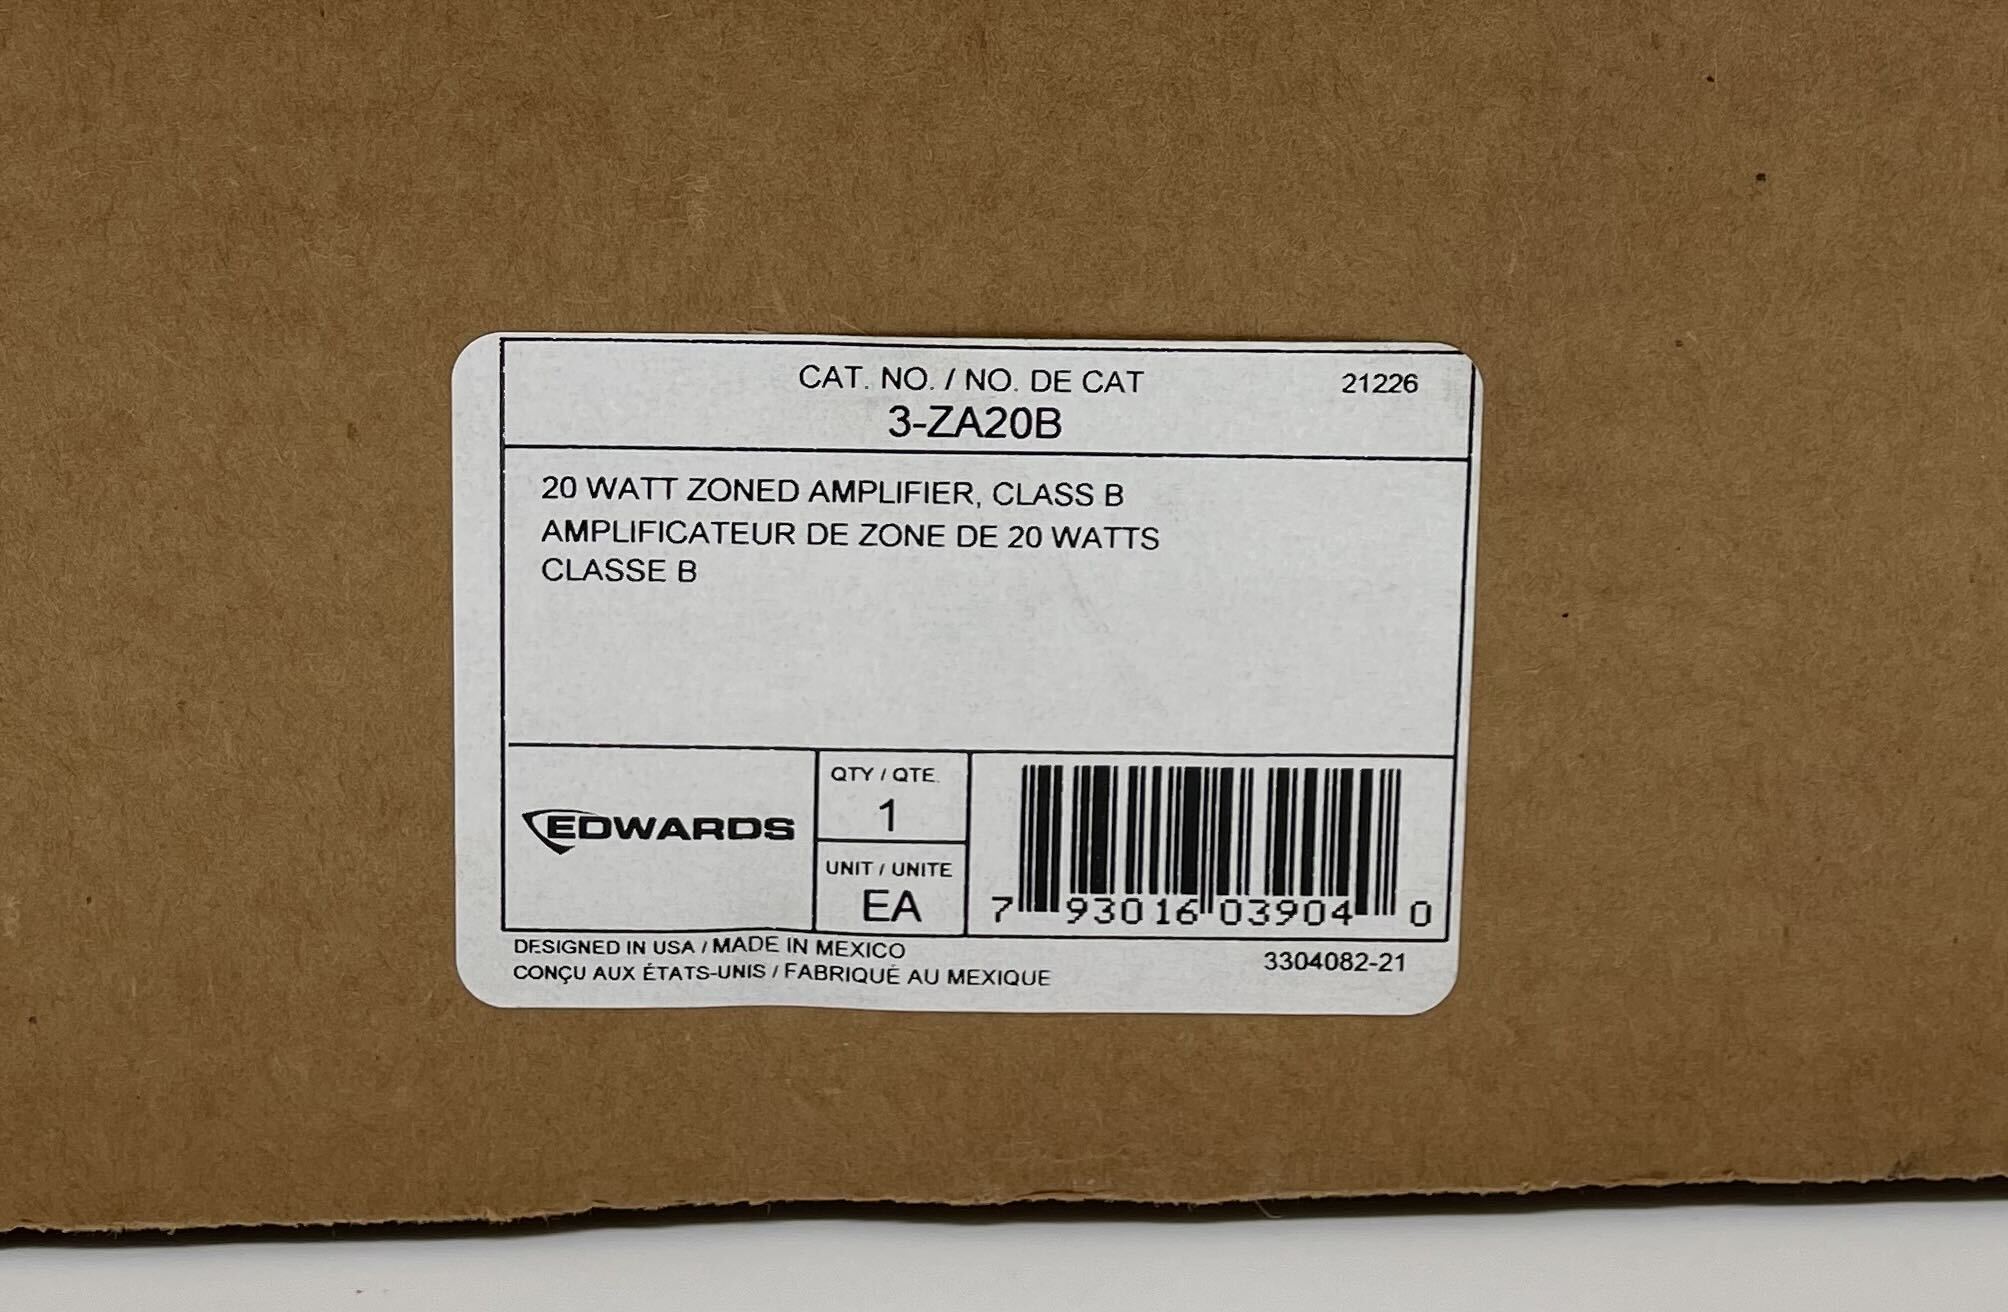 CAT. NO. / NO. DE CAT
21226
3-ZA20B
20 WATT ZONED AMPLIFIER, CLASS B
AMPLIFICATEUR DE ZONE DE 20 WATTS
CLASSE B
EDWARDS
QTY / QTE.
1
UNIT / UNITE
EA
7 93016 03904 0
DESIGNED IN USA / MADE IN MEXICO
CONÇU AUX ÉTATS-UNIS / FABRIQUÉ AU MEXIQUE
3304082-21